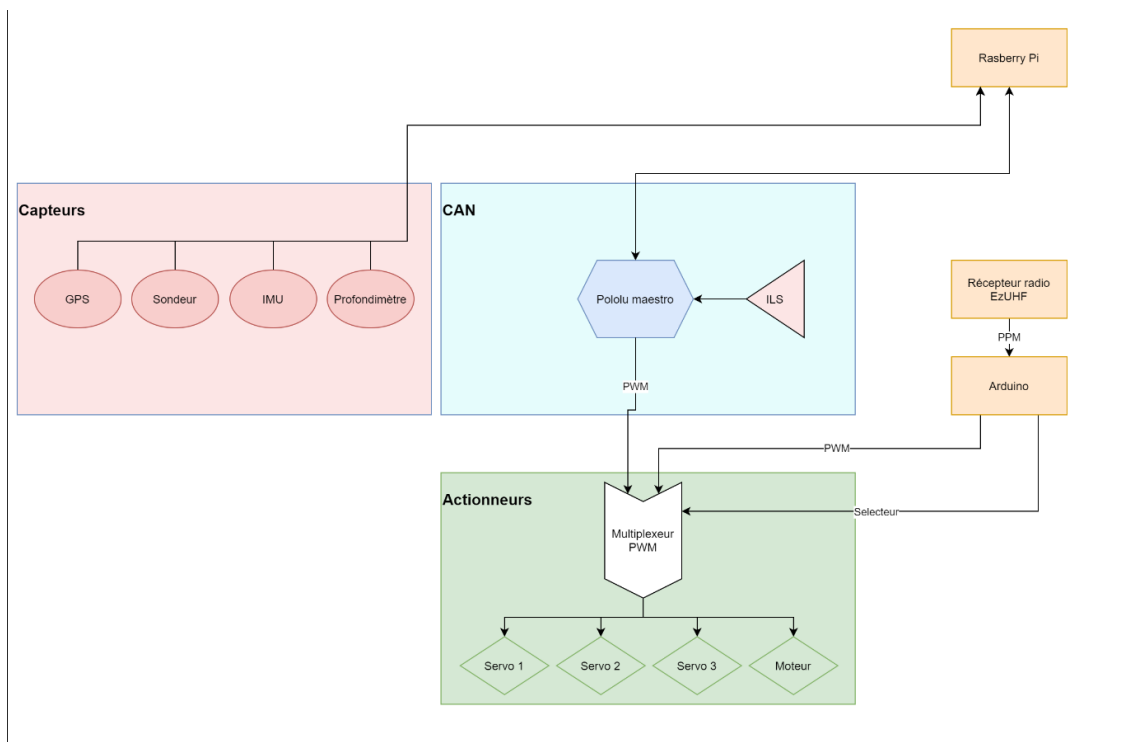 Rasberry Pi
Capteurs
CAN
GPS
Sondeur
IMU
Profondimètre
Pololu maestro
ILS
Récepteur radio
EzUHF
PPM
Arduino
PWM
PWM
Actionneurs
Selecteur
Multiplexeur
PWM
Servo 1
Servo 2
Servo 3
Moteur